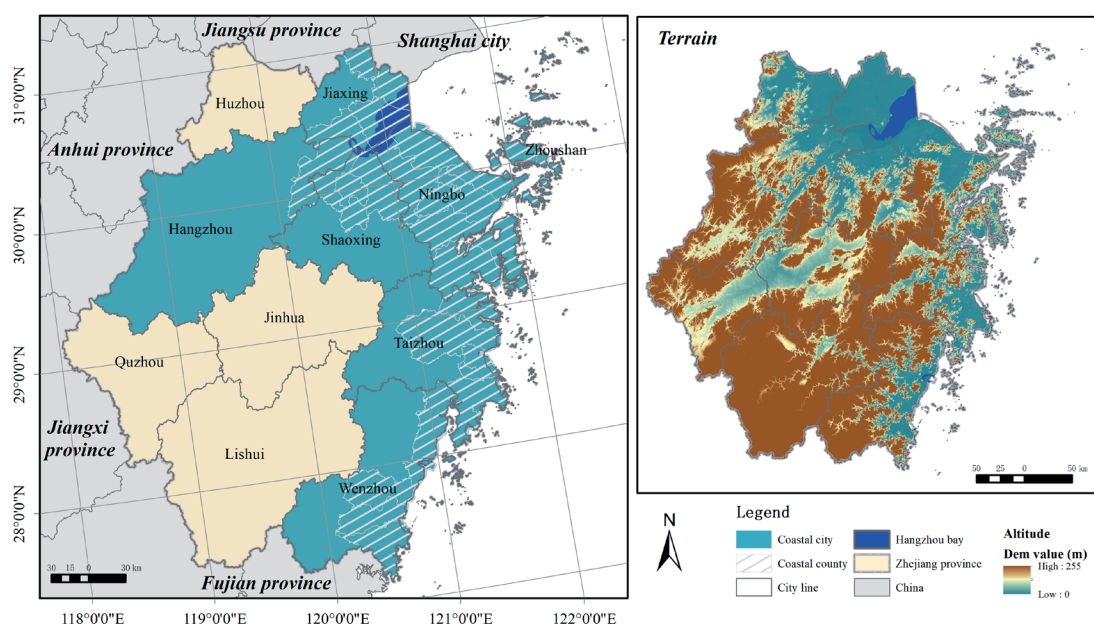 Jiangsu province
Shanghai city
Huzhou
Jiaxing
Anhui province
Zhoushan
Ningbo
Hangzhou
Shaoxing
Jinhua
Quzhou
Taizhou
Jiangxi
province
Lishui
Wenzhou
Fujian province
31°0'0"N
30°0'0"N
29°0'0"N
28°0'0"N
30 15 0 30 km
118°0'0"E 119°0'0"E 120°0'0"E 121°0'0"E 122°0'0"E
Terrain
50 25 0 50 km
N
Legend
Coastal city
Hangzhou bay
Coastal county
Zhejiang province
City line
China
Altitude
Dem value (m)
High : 255
Low : 0